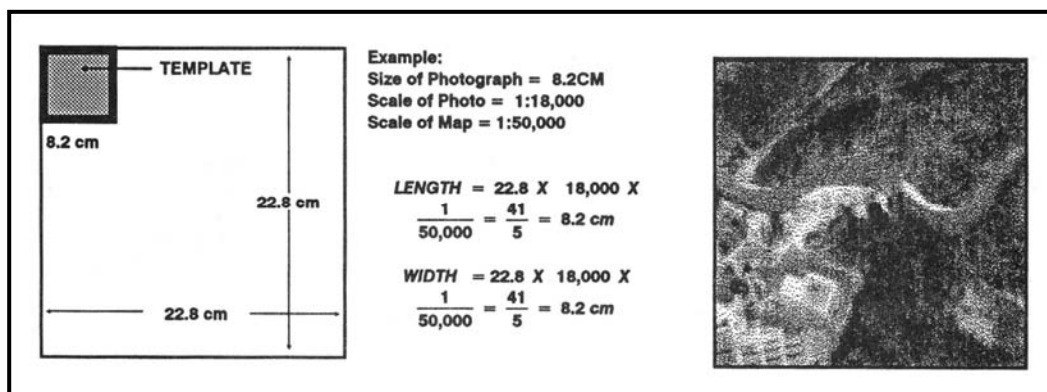 TEMPLATE
8.2 cm
22.8 cm
22.8 cm
Example:
Size of Photograph = 8.2CM
Scale of Photo = 1:18,000
Scale of Map = 1:50,000
LENGTH = 22.8 X 18,000 X
1/50,000 = 41/5 = 8.2 cm
WIDTH = 22.8 X 18,000 X
1/50,000 = 41/5 = 8.2 cm